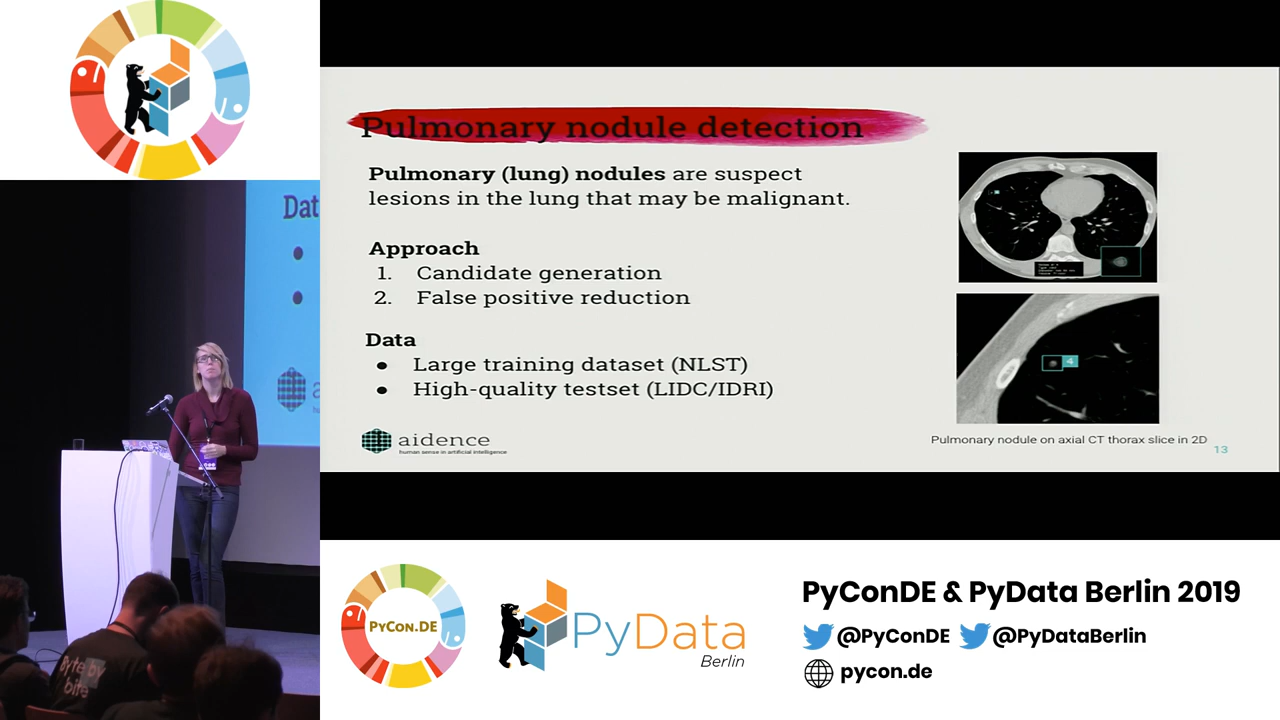 Pulmonary nodule detection
Pulmonary (lung) nodules are suspect
lesions in the lung that may be malignant.
Approach
1. Candidate generation
2. False positive reduction
Data
● Large training dataset (NLST)
● High-quality testset (LIDC/IDRI)
aidence
human sense in artificial intelligence
4
Pulmonary nodule on axial CT thorax slice in 2D
13
Dat
Byte by
bite
PyCon.DE
PyData
Berlin
PyConDE & PyData Berlin 2019
@PyConDE @PyDataBerlin
pycon.de